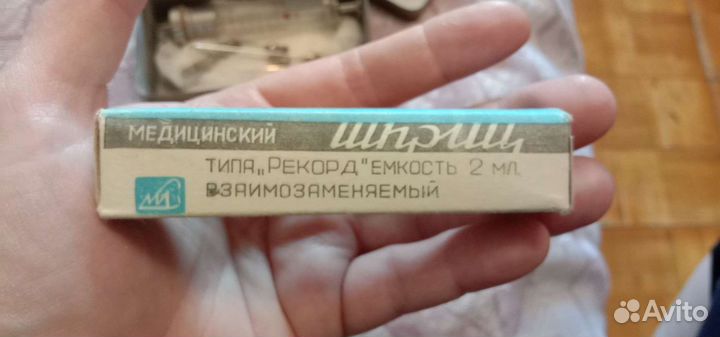 МЕДИЦИНСКИЙ шприц
ТИПА „РЕКОРД" ЕМКОСТЬ 2 МЛ.
ВЗАИМОЗАМЕНЯЕМЫЙ
Avito